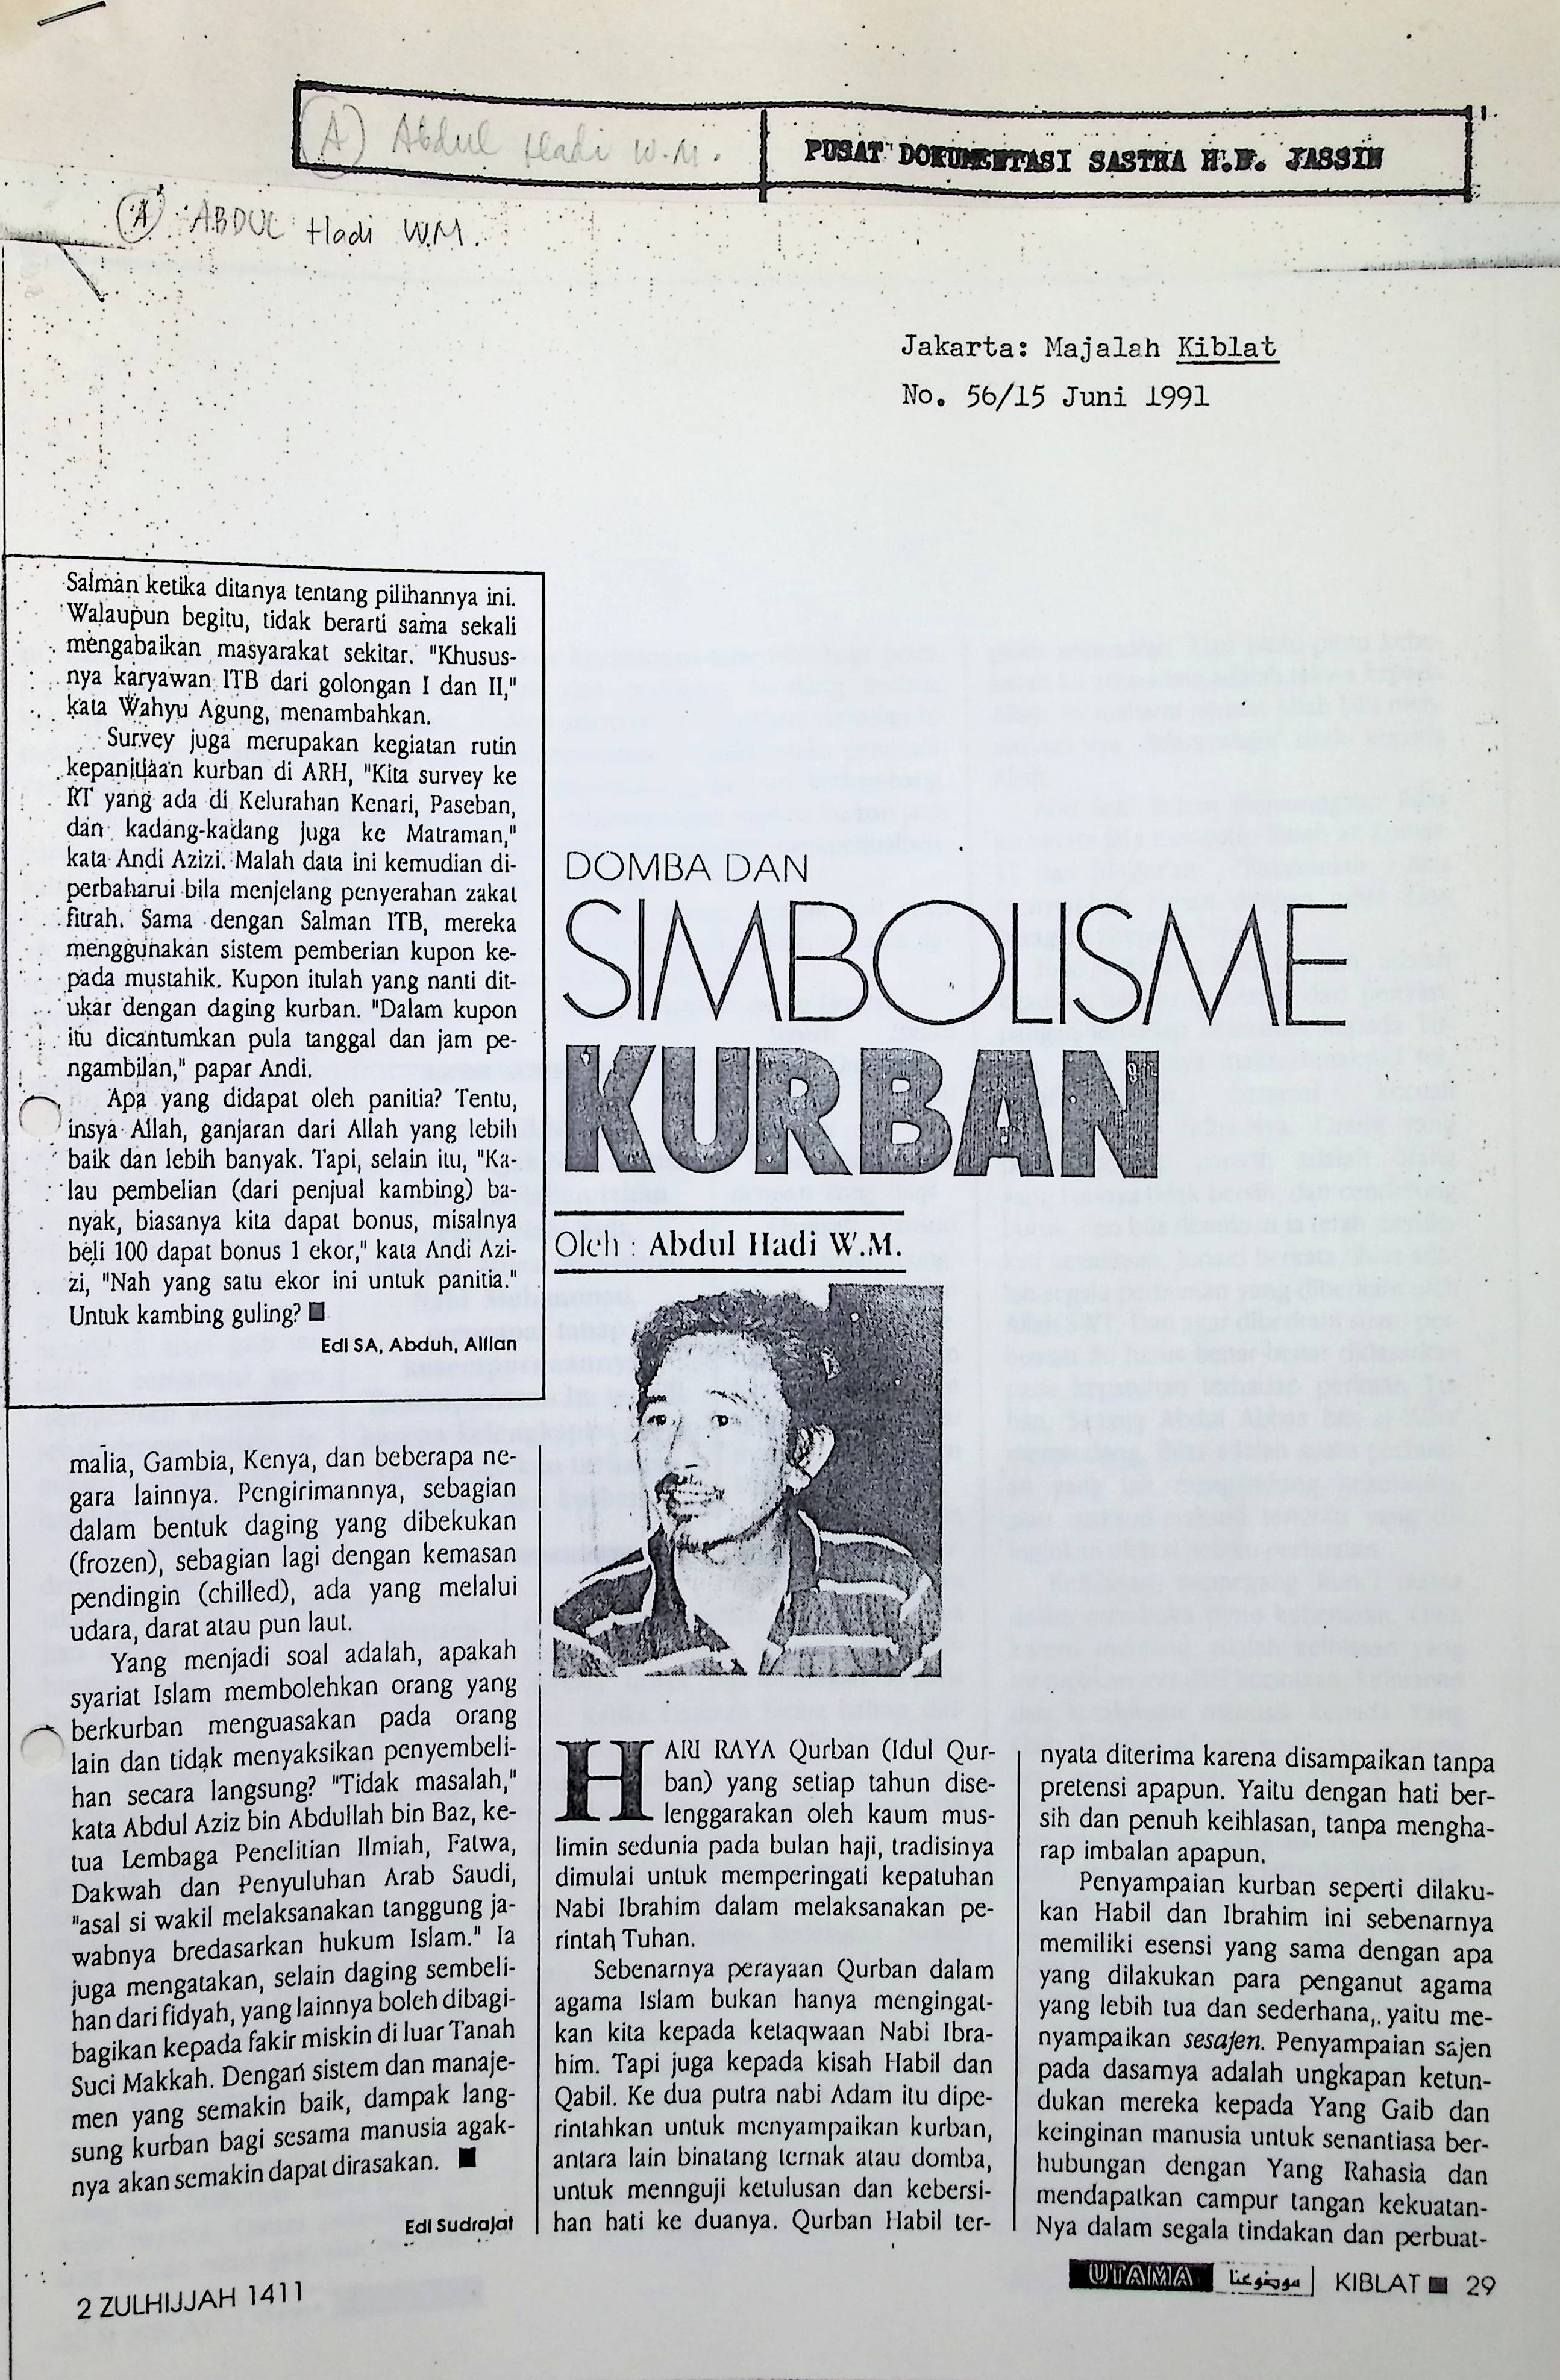 (A) Abdul Hadi W.M.
PUSAT DOKUMENTASI SASTRA H.B. JASSIN
(A) ABDUL Hadi W.M.
Jakarta: Majalah Kiblat
No. 56/15 Juni 1991
Salman ketika ditanya tentang pilihannya ini.
Walaupun begitu, tidak berarti sama sekali
mengabaikan masyarakat sekitar. "Khusus-
nya karyawan ITB dari golongan I dan II,"
kata Wahyu Agung, menambahkan.
Survey juga merupakan kegiatan rutin
kepanitiaan kurban di ARH, "Kita survey ke
RT yang ada di Kelurahan Kenari, Paseban,
dan kadang-kadang juga ke Matraman,"
kata Andi Azizi. Malah data ini kemudian di-
perbaharui bila menjelang penyerahan zakat
fitrah. Sama dengan Salman ITB, mereka
menggunakan sistem pemberian kupon ke-
pada mustahik. Kupon itulah yang nanti dit-
ukar dengan daging kurban. "Dalam kupon
itu dicantumkan pula tanggal dan jam pe-
ngambilan," papar Andi.
Apa yang didapat oleh panitia? Tentu,
insya Allah, ganjaran dari Allah yang lebih
baik dan lebih banyak. Tapi, selain itu, "Ka-
lau pembelian (dari penjual kambing) ba-
nyak, biasanya kita dapat bonus, misalnya
beli 100 dapat bonus 1 ekor," kata Andi Azi-
zi, "Nah yang satu ekor ini untuk panitia."
Untuk kambing guling? ■
Edi SA, Abduh, Alfian
malia, Gambia, Kenya, dan beberapa ne-
gara lainnya. Pengirimannya, sebagian
dalam bentuk daging yang dibekukan
(frozen), sebagian lagi dengan kemasan
pendingin (chilled), ada yang melalui
udara, darat atau pun laut.
Yang menjadi soal adalah, apakah
syariat Islam membolehkan orang yang
berkurban menguasakan pada orang
lain dan tidak menyaksikan penyembeli-
han secara langsung? "Tidak masalah,"
kata Abdul Aziz bin Abdullah bin Baz, ke-
tua Lembaga Penelitian Ilmiah, Fatwa,
Dakwah dan Penyuluhan Arab Saudi,
"asal si wakil melaksanakan tanggung ja-
wabnya bredasarkan hukum Islam." Ia
juga mengatakan, selain daging sembeli-
han dari fidyah, yang lainnya boleh dibagi-
bagikan kepada fakir miskin di luar Tanah
Suci Makkah. Dengan sistem dan manaje-
men yang semakin baik, dampak lang-
sung kurban bagi sesama manusia agak-
nya akan semakin dapat dirasakan. ■
Edi Sudrajat
DOMBA DAN
SIMBOLISME
KURBAN
Oleh : Abdul Hadi W.M.
HARI RAYA Qurban (Idul Qur-
ban) yang setiap tahun dise-
lenggarakan oleh kaum mus-
limin sedunia pada bulan haji, tradisinya
dimulai untuk memperingati kepatuhan
Nabi Ibrahim dalam melaksanakan pe-
rintah Tuhan.
Sebenarnya perayaan Qurban dalam
agama Islam bukan hanya mengingat-
kan kita kepada ketaqwaan Nabi Ibra-
him. Tapi juga kepada kisah Habil dan
Qabil. Ke dua putra nabi Adam itu dipe-
rintahkan untuk menyampaikan kurban,
antara lain binatang ternak atau domba,
untuk mennguji ketulusan dan kebersi-
han hati ke duanya. Qurban Habil ter-
nyata diterima karena disampaikan tanpa
pretensi apapun. Yaitu dengan hati ber-
sih dan penuh keihlasan, tanpa mengha-
rap imbalan apapun.
Penyampaian kurban seperti dilaku-
kan Habil dan Ibrahim ini sebenarnya
memiliki esensi yang sama dengan apa
yang dilakukan para penganut agama
yang lebih tua dan sederhana, yaitu me-
nyampaikan sesajen. Penyampaian sajen
pada dasarnya adalah ungkapan ketun-
dukan mereka kepada Yang Gaib dan
keinginan manusia untuk senantiasa ber-
hubungan dengan Yang Rahasia dan
mendapatkan campur tangan kekuatan-
Nya dalam segala tindakan dan perbuat-
2 ZULHIJJAH 1411
UTAMA موضوعنا KIBLAT ■ 29